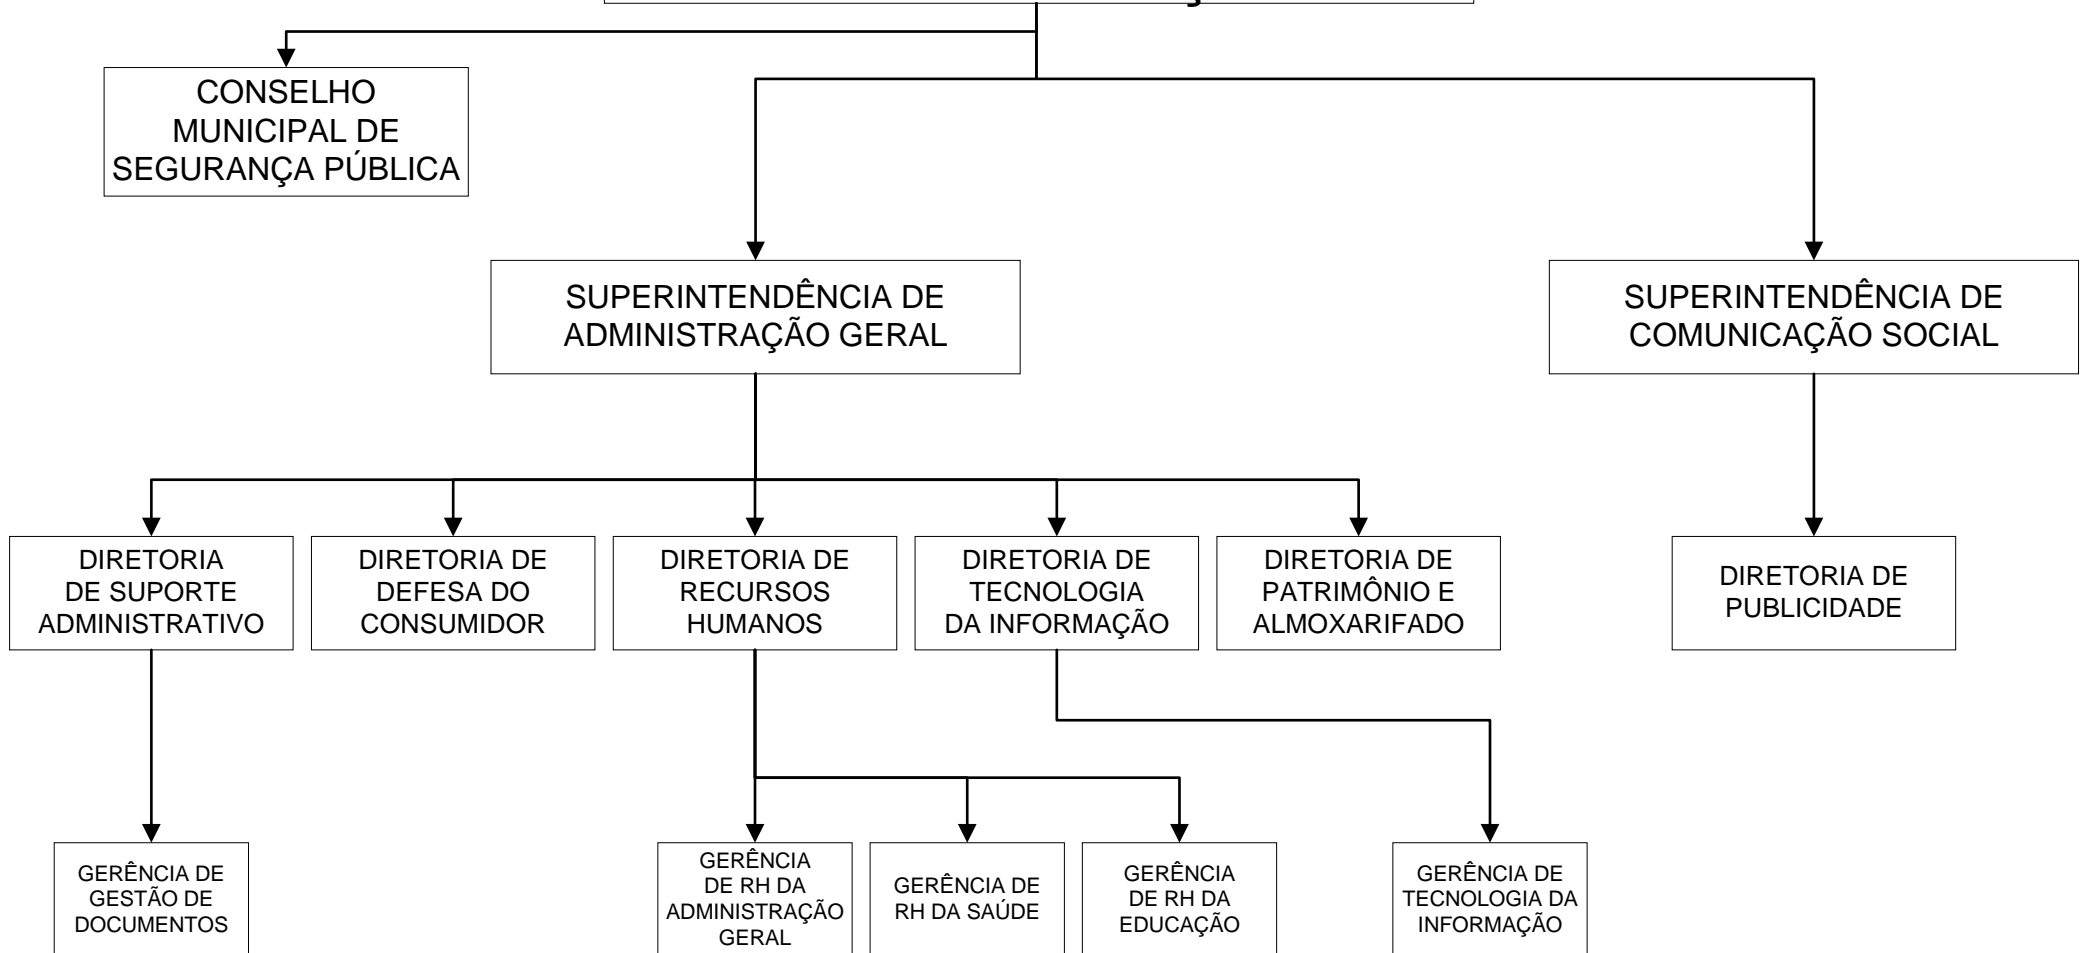 CONSELHO
MUNICIPAL DE
SEGURANÇA PÚBLICA
SUPERINTENDÊNCIA DE
ADMINISTRAÇÃO GERAL
SUPERINTENDÊNCIA DE
COMUNICAÇÃO SOCIAL
DIRETORIA
DE SUPORTE
ADMINISTRATIVO
DIRETORIA DE
DEFESA DO
CONSUMIDOR
DIRETORIA DE
RECURSOS
HUMANOS
DIRETORIA DE
TECNOLOGIA
DA INFORMAÇÃO
DIRETORIA DE
PATRIMÔNIO E
ALMOXARIFADO
DIRETORIA DE
PUBLICIDADE
GERÊNCIA DE
GESTÃO DE
DOCUMENTOS
GERÊNCIA
DE RH DA
ADMINISTRAÇÃO
GERAL
GERÊNCIA DE
RH DA SAÚDE
GERÊNCIA
DE RH DA
EDUCAÇÃO
GERÊNCIA DE
TECNOLOGIA DA
INFORMAÇÃO